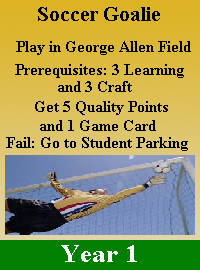 Soccer Goalie
Play in George Allen Field
Prerequisites: 3 Learning
and 3 Craft
Get 5 Quality Points
and 1 Game Card
Fail: Go to Student Parking
Year 1